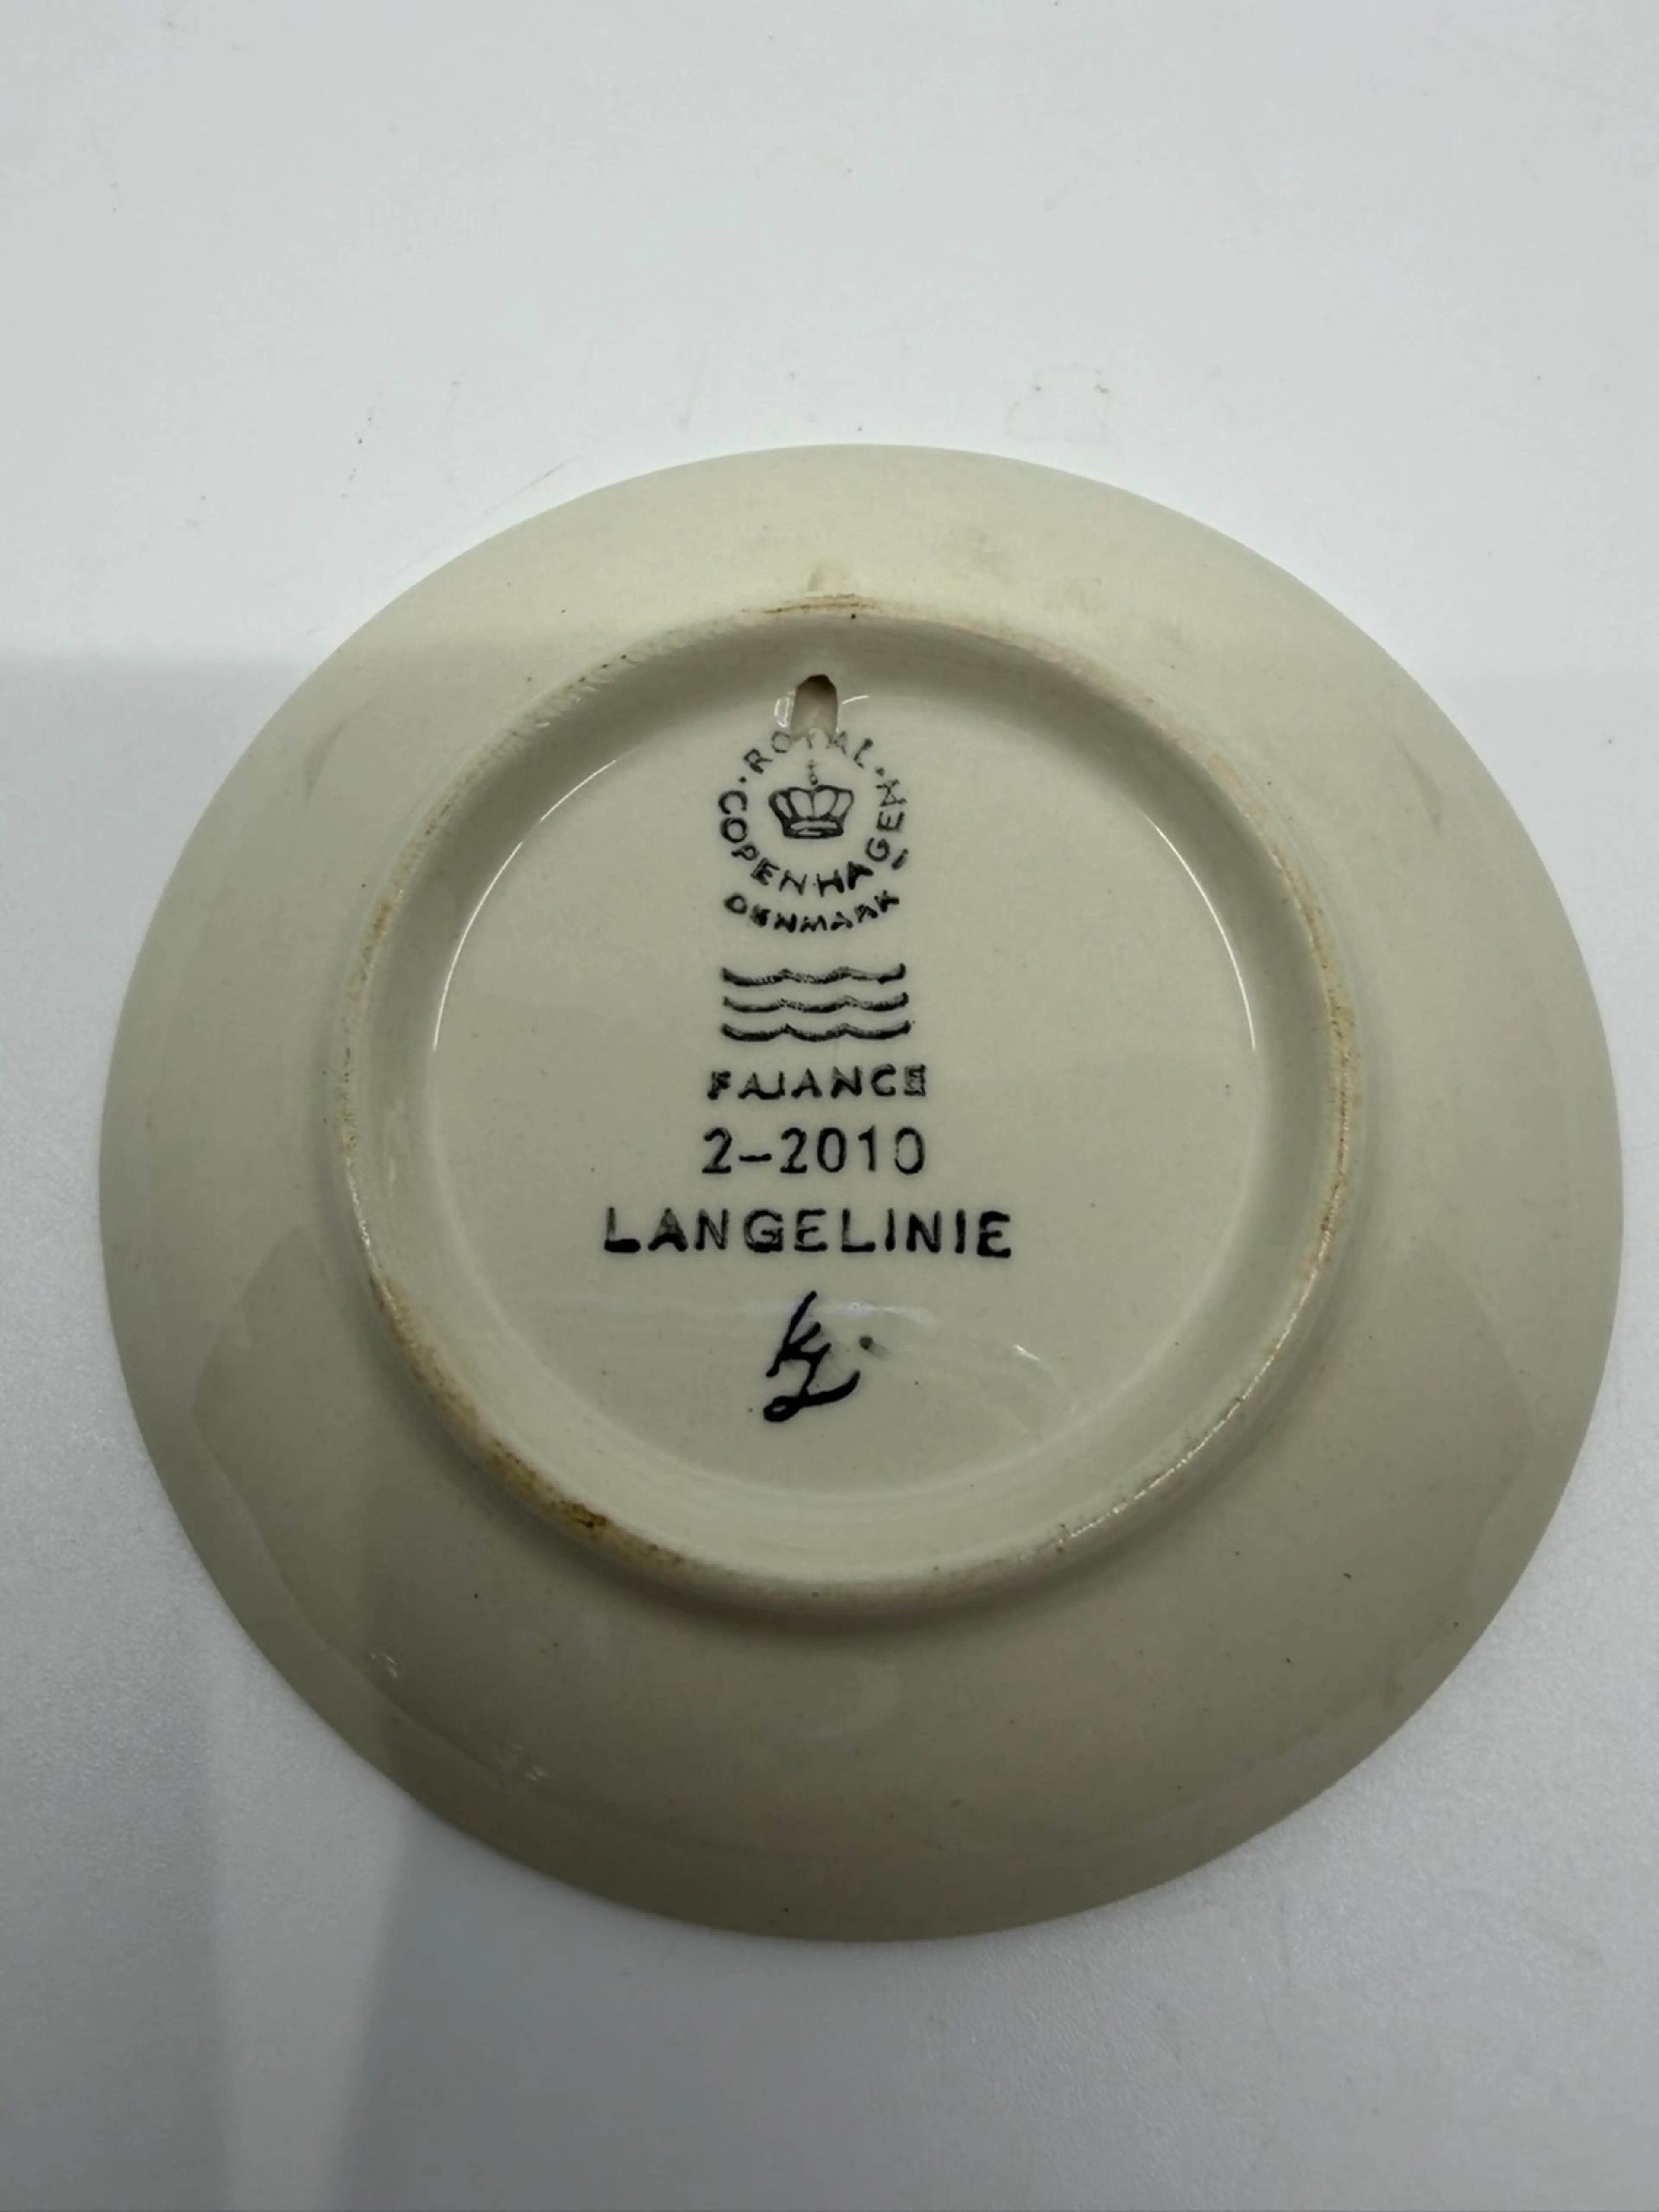 ROYAL
COPENHAGEN
DENMARK
FAJANCE
2-2010
LANGELINIE